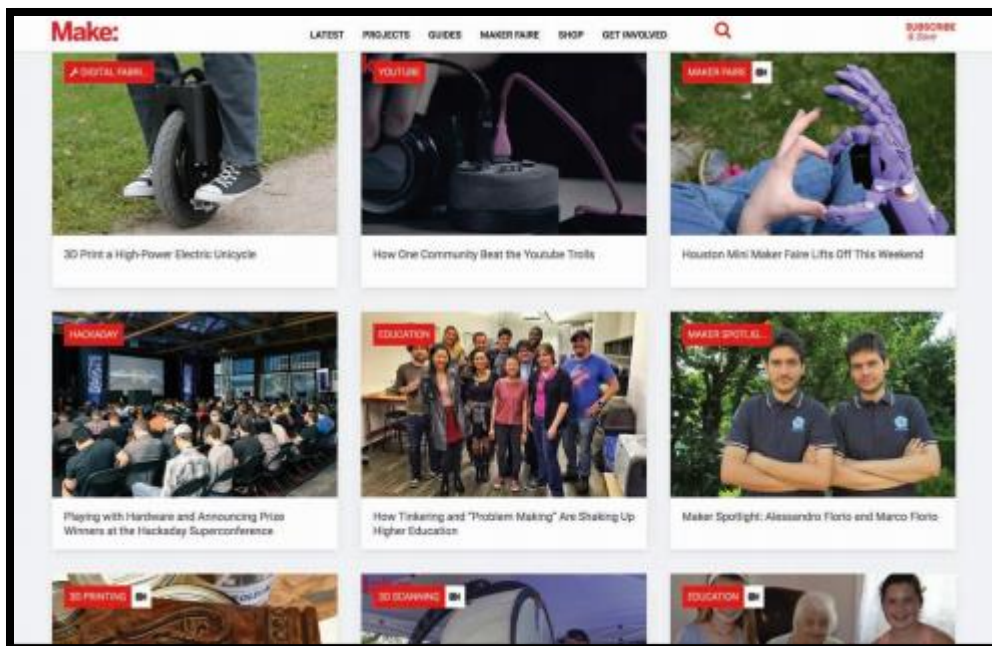 Make:
LATEST PROJECTS GUIDES MAKER FAIRE SHOP GET INVOLVED
SUBSCRIBE
& Save
DIGITAL FABRI...
YOUTUBE
MAKER FAIRE
3D Print a High-Power Electric Unicycle
How One Community Beat the Youtube Trolls
Houston Mini Maker Faire Lifts Off This Weekend
HACKADAY
EDUCATION
MAKER SPOTLIG...
Playing with Hardware and Announcing Prize
Winners at the Hackaday Superconference
How Tinkering and "Problem Making" Are Shaking Up
Higher Education
Maker Spotlight: Alessandro Florio and Marco Florio
3D PRINTING
3D SCANNING
EDUCATION